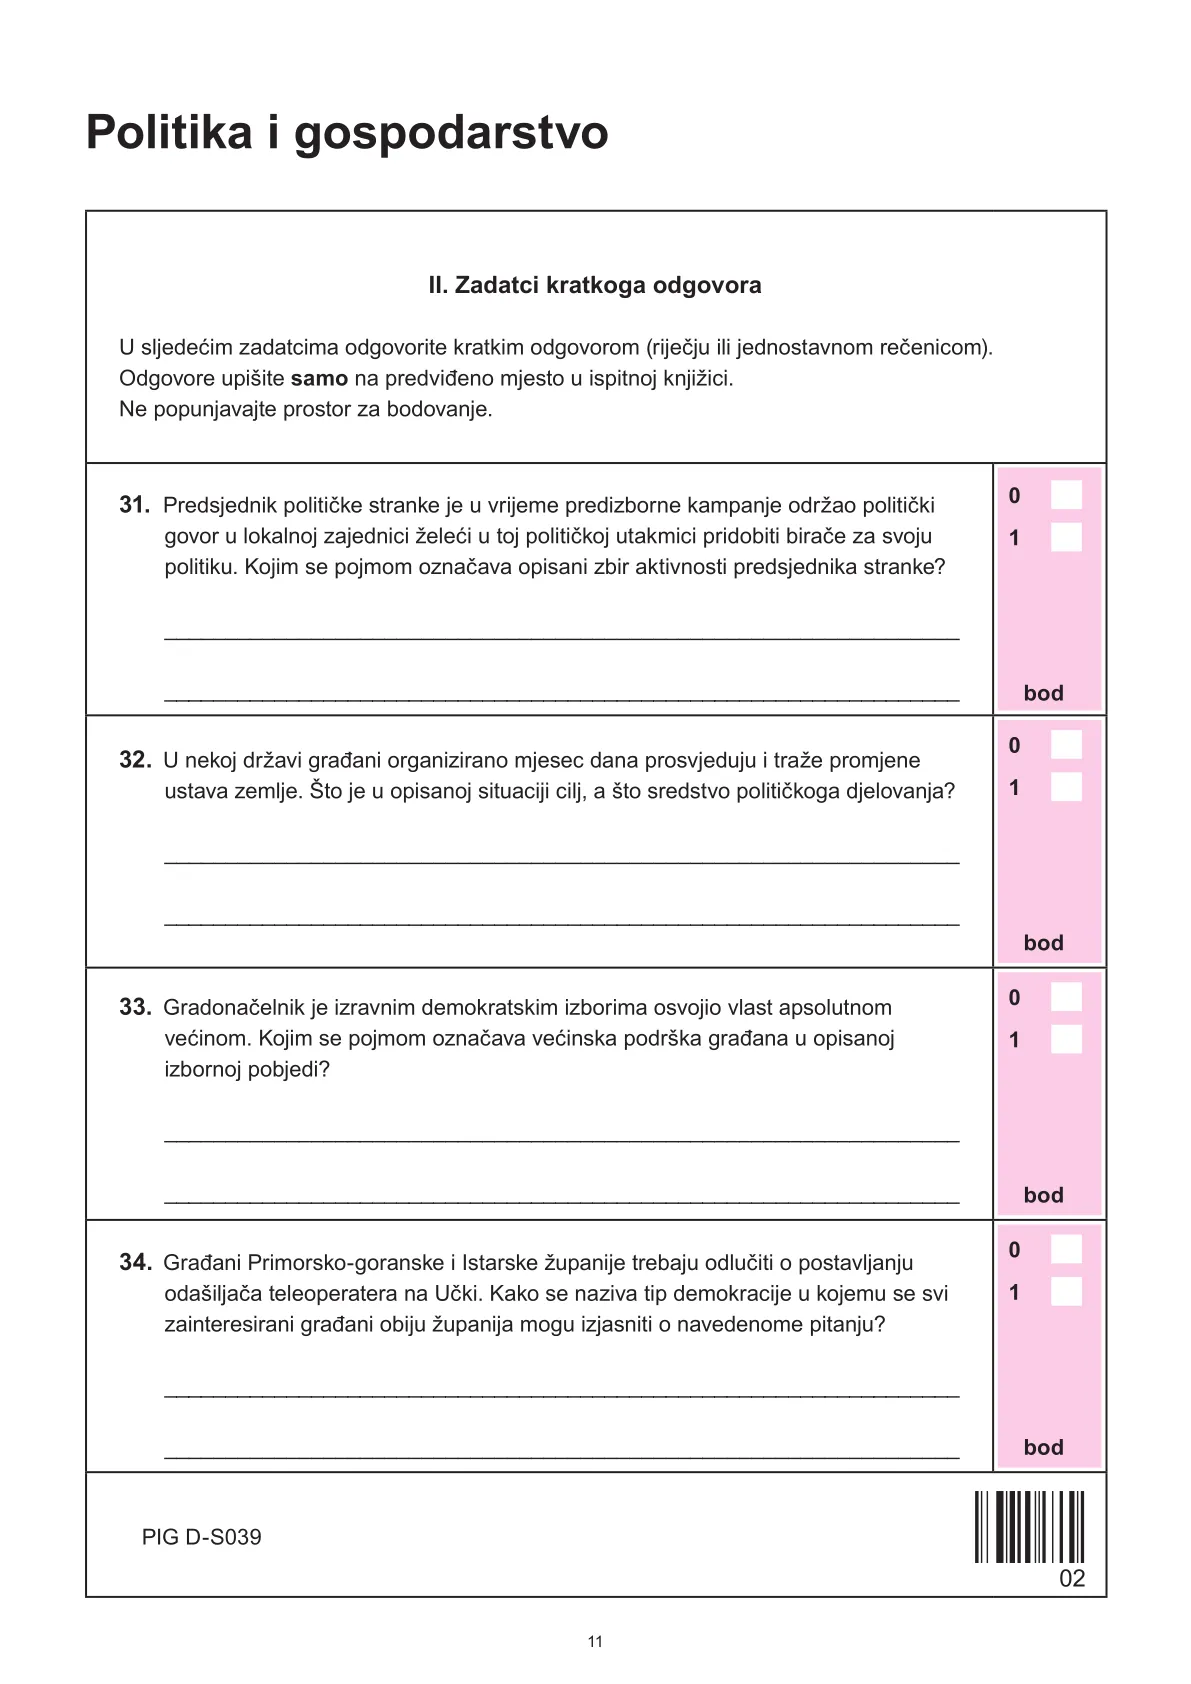 Politika i gospodarstvo
II. Zadatci kratkoga odgovora
U sljedećim zadatcima odgovorite kratkim odgovorom (riječju ili jednostavnom rečenicom).
Odgovore upišite samo na predviđeno mjesto u ispitnoj knjižici.
Ne popunjavajte prostor za bodovanje.
31. Predsjednik političke stranke je u vrijeme predizborne kampanje održao politički
govor u lokalnoj zajednici želeći u toj političkoj utakmici pridobiti birače za svoju
politiku. Kojim se pojmom označava opisani zbir aktivnosti predsjednika stranke?
0
1
bod
32. U nekoj državi građani organizirano mjesec dana prosvjeduju i traže promjene
ustava zemlje. Što je u opisanoj situaciji cilj, a što sredstvo političkoga djelovanja?
0
1
bod
33. Gradonačelnik je izravnim demokratskim izborima osvojio vlast apsolutnom
većinom. Kojim se pojmom označava većinska podrška građana u opisanoj
izbornoj pobjedi?
0
1
bod
34. Građani Primorsko-goranske i Istarske županije trebaju odlučiti o postavljanju
odašiljača teleoperatera na Učki. Kako se naziva tip demokracije u kojemu se svi
zainteresirani građani obiju županija mogu izjasniti o navedenome pitanju?
0
1
bod
PIG D-S039
02
11